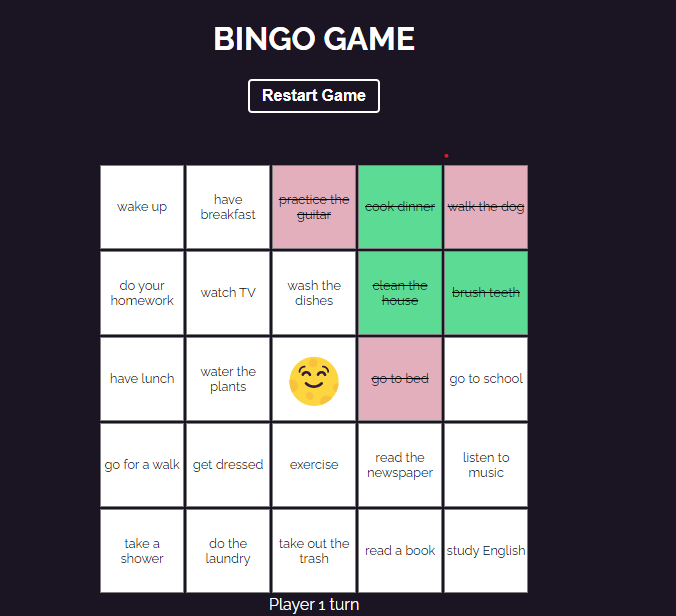 BINGO GAME
Restart Game
wake up
have
breakfast
practice the
guitar
cook dinner
walk the dog
do your
homework
watch TV
wash the
dishes
clean the
house
brush teeth
have lunch
water the
plants
go to bed
go to school
go for a walk
get dressed
exercise
read the
newspaper
listen to
music
take a
shower
do the
laundry
take out the
trash
read a book
study English
Player 1 turn